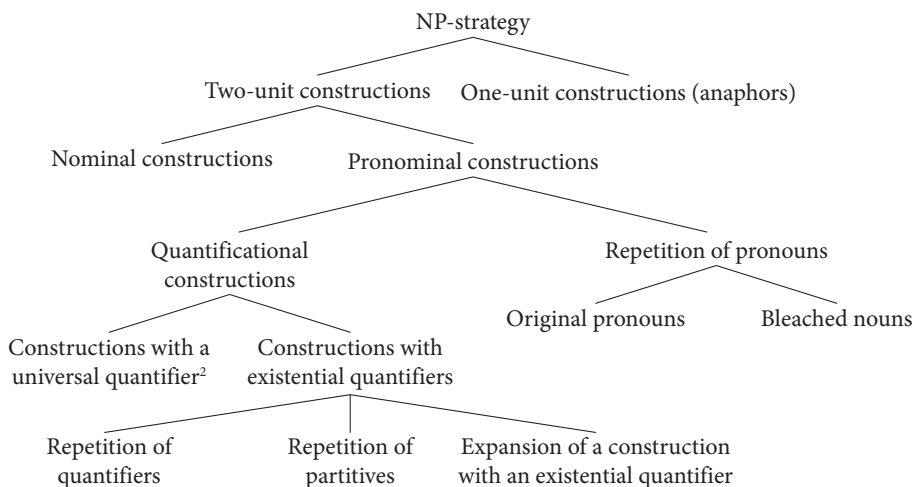 NP-strategy
Two-unit constructions
One-unit constructions (anaphors)
Nominal constructions
Pronominal constructions
Quantificational
constructions
Repetition of pronouns
Original pronouns
Bleached nouns
Constructions with a
universal quantifier²
Constructions with
existential quantifiers
Repetition of
quantifiers
Repetition of
partitives
Expansion of a construction
with an existential quantifier